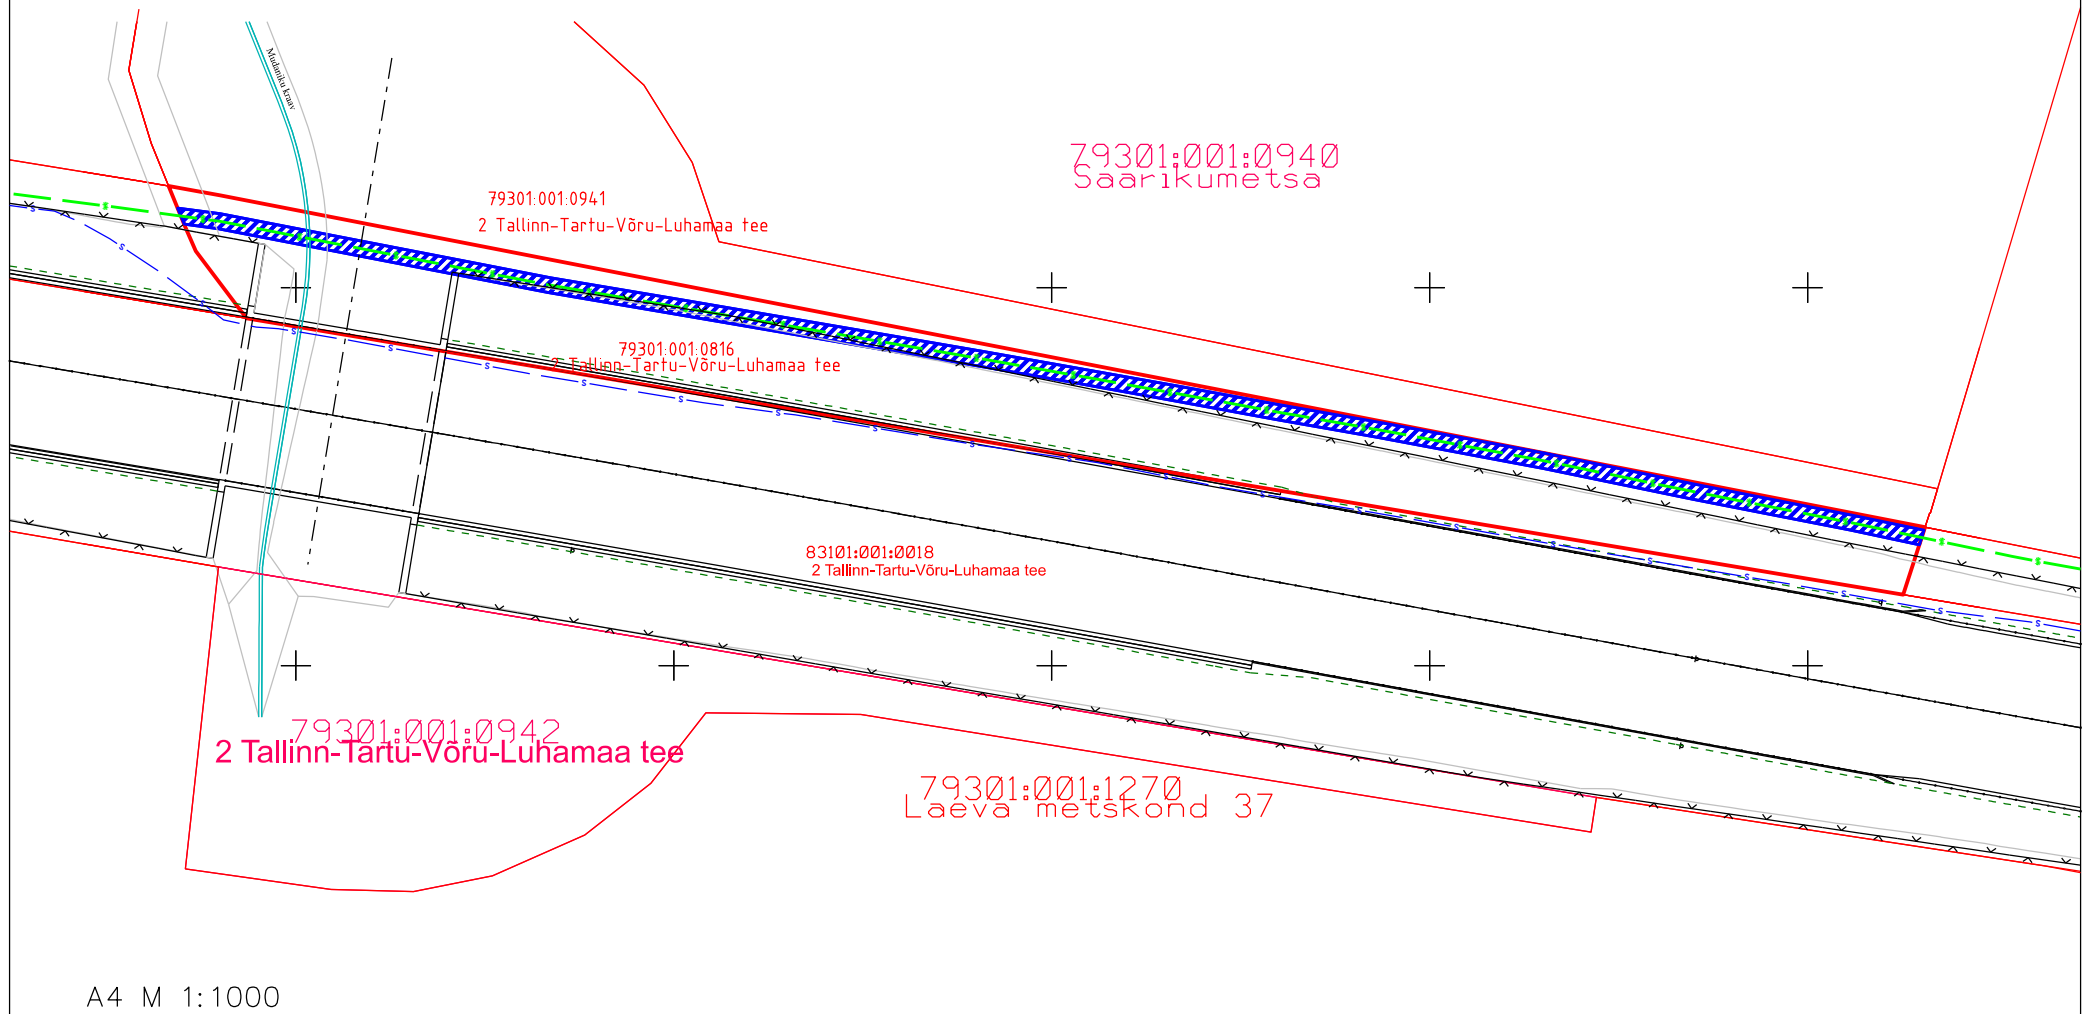 Mudaniku kraav
79301:001:0940
Saarikumetsa
79301:001:0941
2 Tallinn-Tartu-Võru-Luhamaa tee
79301:001:0816
2 Tallinn-Tartu-Võru-Luhamaa tee
83101:001:0018
2 Tallinn-Tartu-Võru-Luhamaa tee
79301:001:0942
2 Tallinn-Tartu-Võru-Luhamaa tee
79301:001:1270
Laeva metskond 37
A4 M 1:1000